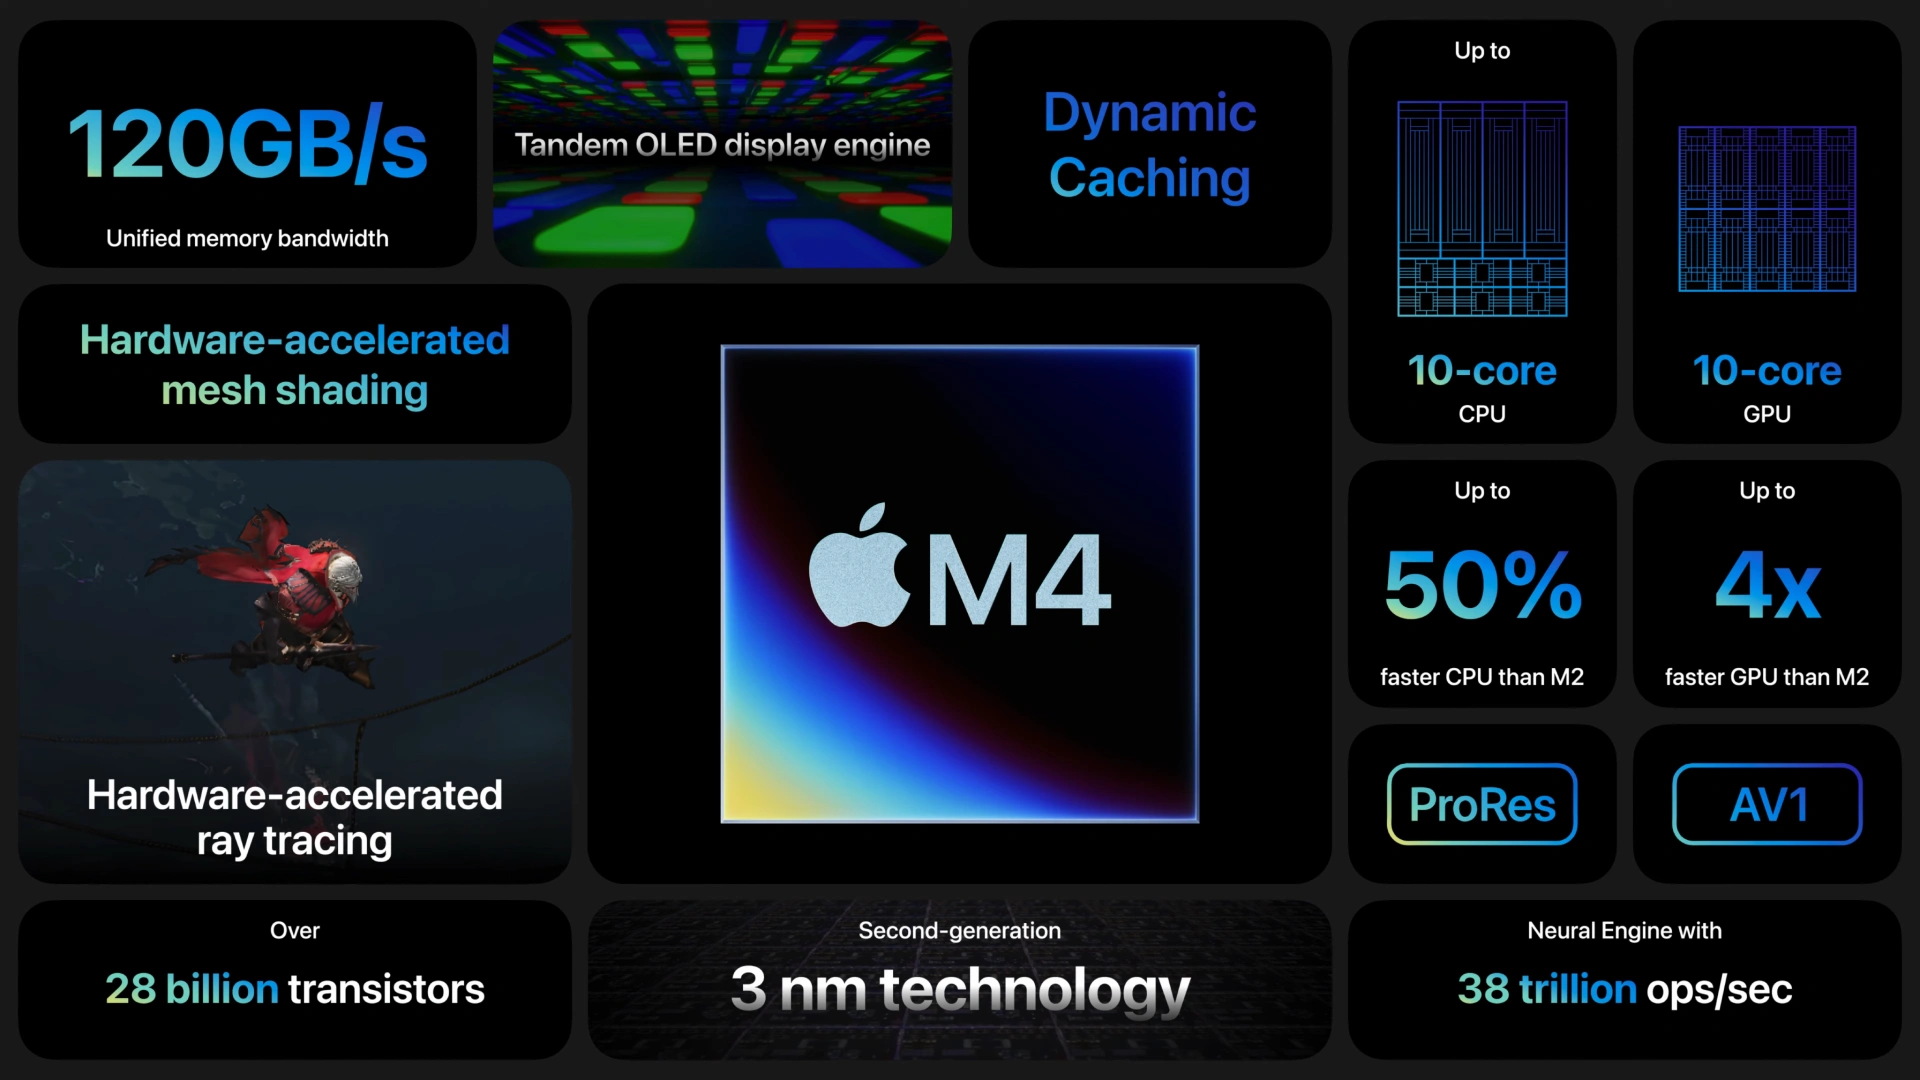 120GB/s
Unified memory bandwidth
Tandem OLED display engine
Dynamic
Caching
Up to
10-core
CPU
10-core
GPU
Hardware-accelerated
mesh shading
M4
Up to
50%
faster CPU than M2
Up to
4x
faster GPU than M2
Hardware-accelerated
ray tracing
ProRes
AV1
Over
28 billion transistors
Second-generation
3 nm technology
Neural Engine with
38 trillion ops/sec